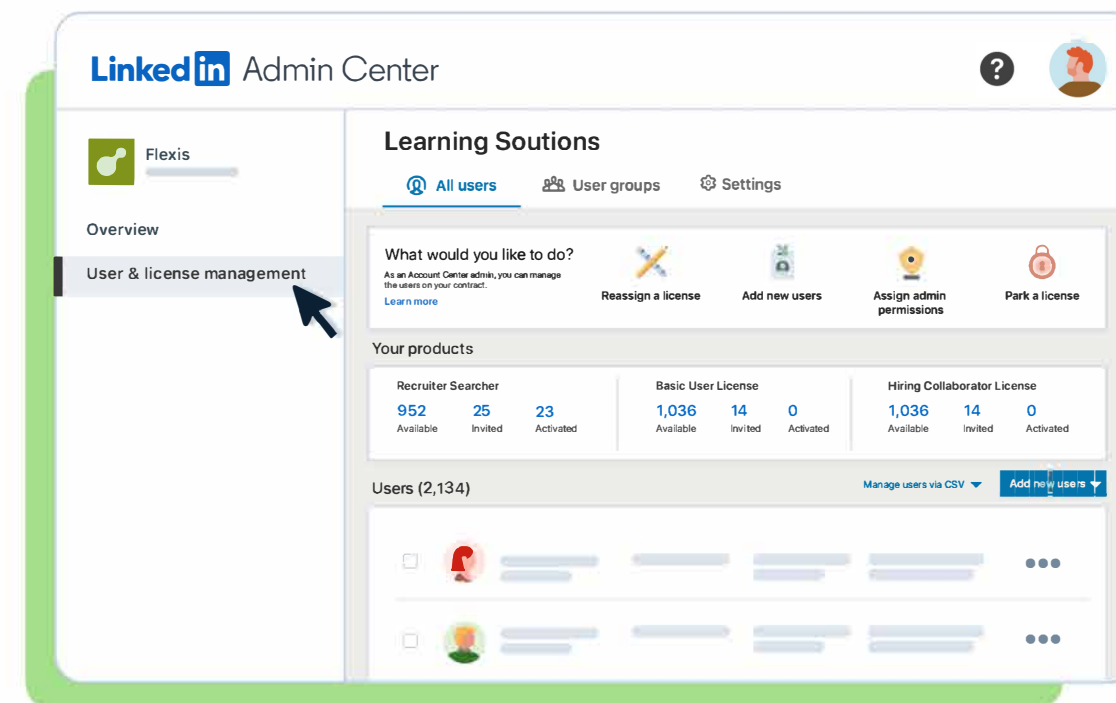 Linked in Admin Center
?
Flexis
Overview
User & license management
Learning Soutions
All users
User groups
Settings
What would you like to do?
As an Account Center admin, you can manage
the users on your contract.
Learn more
Reassign a license
Add new users
Assign admin
permissions
Park a license
Your products
Recruiter Searcher
952 25 23
Available Invited Activated
Basic User License
1,036 14 0
Available Invited Activated
Hiring Collaborator License
1,036 14 0
Available Invited Activated
Users (2,134)
Manage users via CSV
Add new users